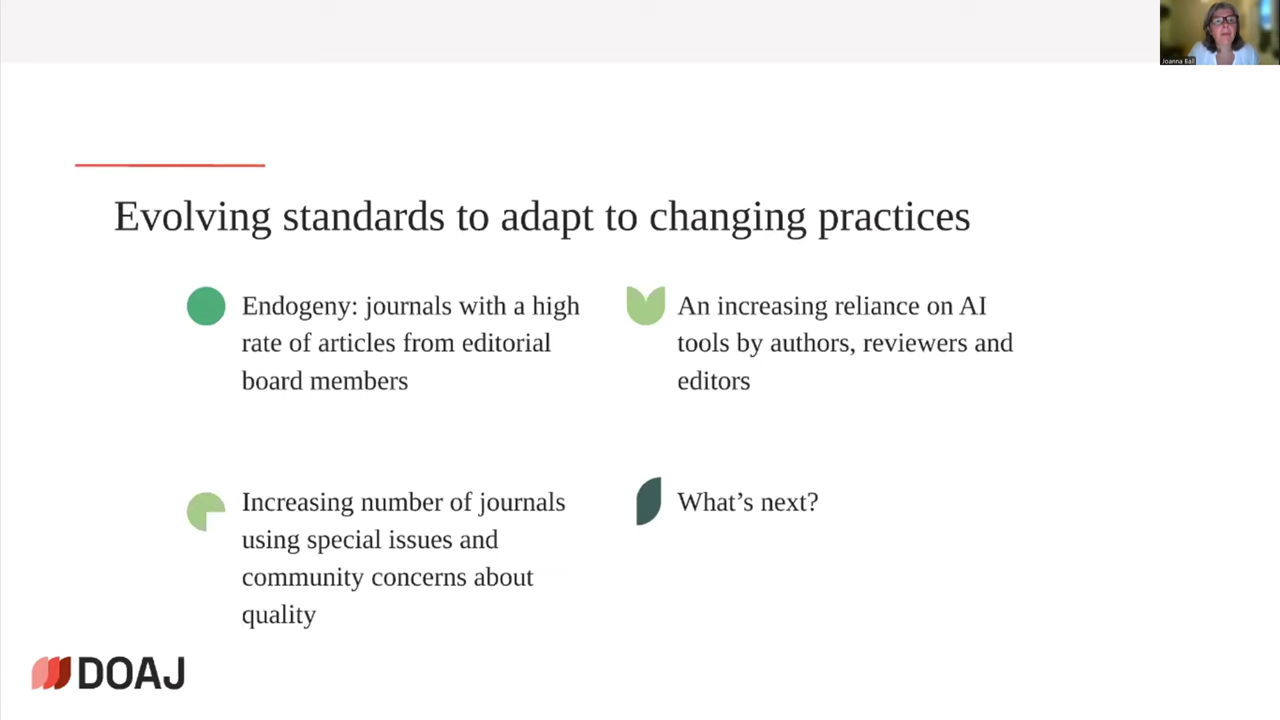 Joanna Ball
Evolving standards to adapt to changing practices
Endogeny: journals with a high
rate of articles from editorial
board members
An increasing reliance on AI
tools by authors, reviewers and
editors
Increasing number of journals
using special issues and
community concerns about
quality
What’s next?
DOAJ